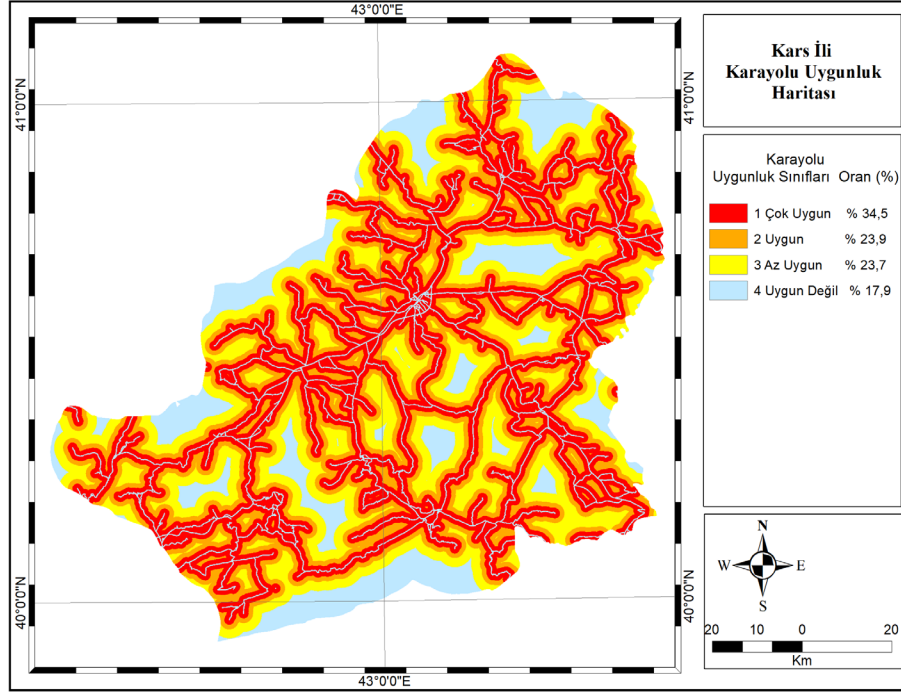 43°0'0"E
41°0'0"N
41°0'0"N
40°0'0"N
40°0'0"N
43°0'0"E
Kars İli
Karayolu Uygunluk
Haritası
Karayolu
Uygunluk Sınıfları Oran (%)
1 Çok Uygun % 34,5
2 Uygun % 23,9
3 Az Uygun % 23,7
4 Uygun Değil % 17,9
N
W E
S
20 10 0 20
Km